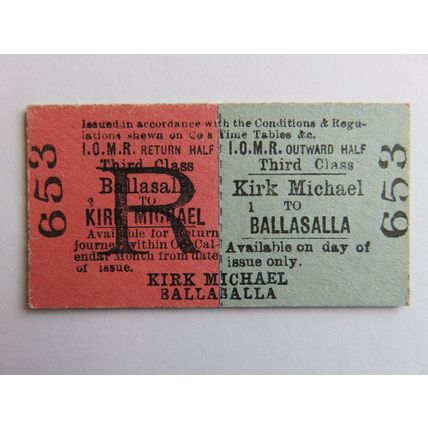 Issued in accordance with the Conditions & Regu-
lations shewn on Co's Time Tables &c.
I.O.M.R. RETURN HALF
Third Class
Ballasalla
2 TO
KIRK MICHAEL
Available for Return
journey within One Cal-
endar Month from date
of issue.
R
I.O.M.R. OUTWARD HALF
Third Class
Kirk Michael
1 TO
BALLASALLA
Available on day of
issue only.
KIRK MICHAEL
BALLASALLA
653
653